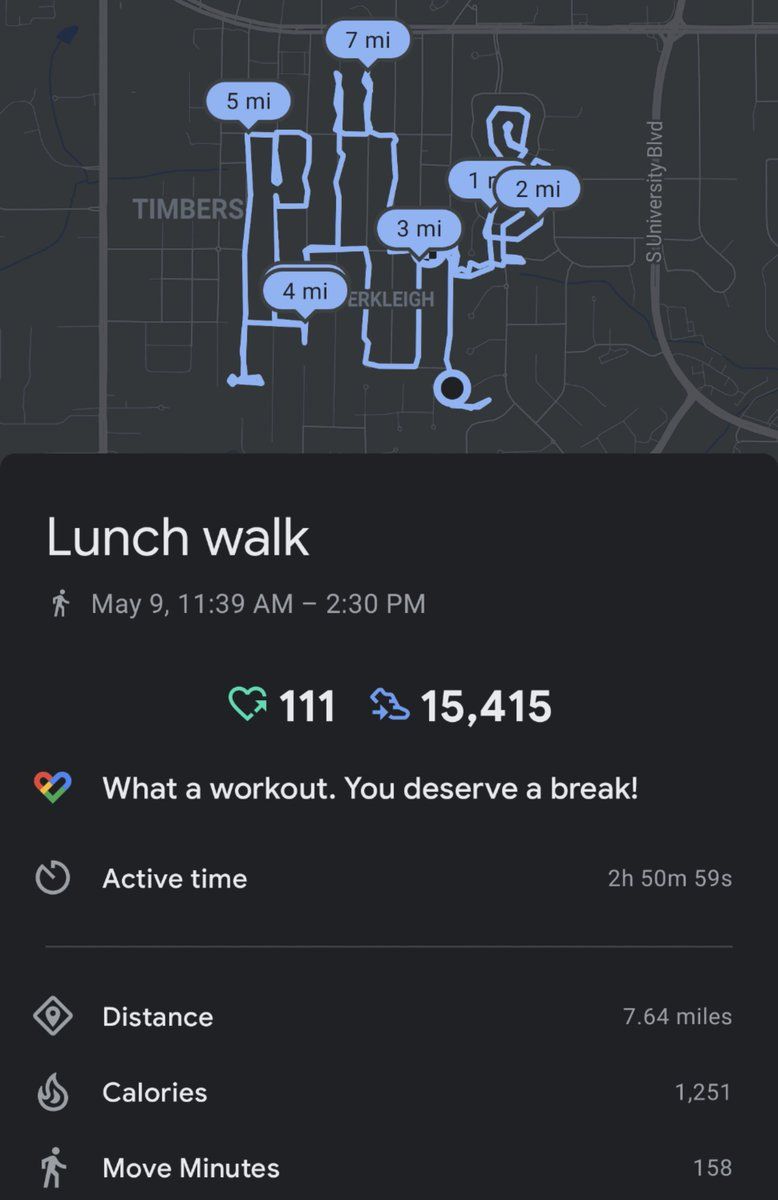 7 mi
5 mi
S University Blvd
1
2 mi
TIMBERS
3 mi
4 mi
ERKLEIGH
Lunch walk
May 9, 11:39 AM – 2:30 PM
111 15,415
What a workout. You deserve a break!
Active time 2h 50m 59s
Distance 7.64 miles
Calories 1,251
Move Minutes 158